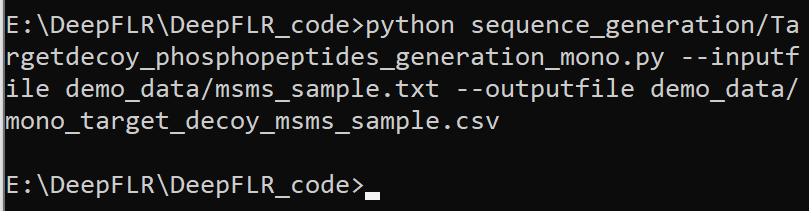 E:\DeepFLR\DeepFLR_code>python sequence_generation/Ta
rgetdecoy_phosphopeptides_generation_mono.py --inputf
ile demo_data/msms_sample.txt --outputfile demo_data/
mono_target_decoy_msms_sample.csv
E:\DeepFLR\DeepFLR_code>